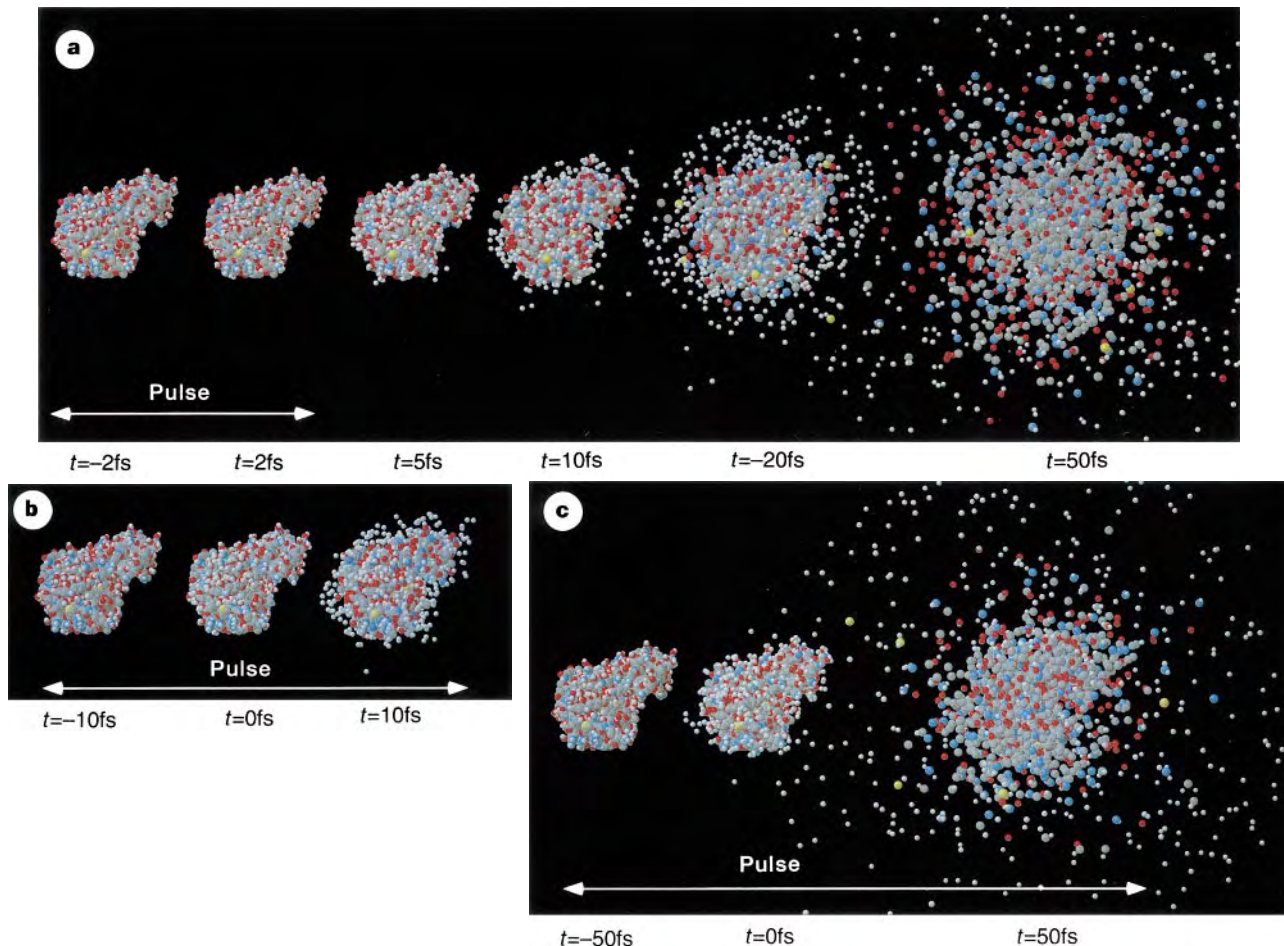 a
Pulse
t=−2fs t=2fs t=5fs t=10fs t=−20fs t=50fs
b
Pulse
t=−10fs t=0fs t=10fs
c
Pulse
t=−50fs t=0fs t=50fs